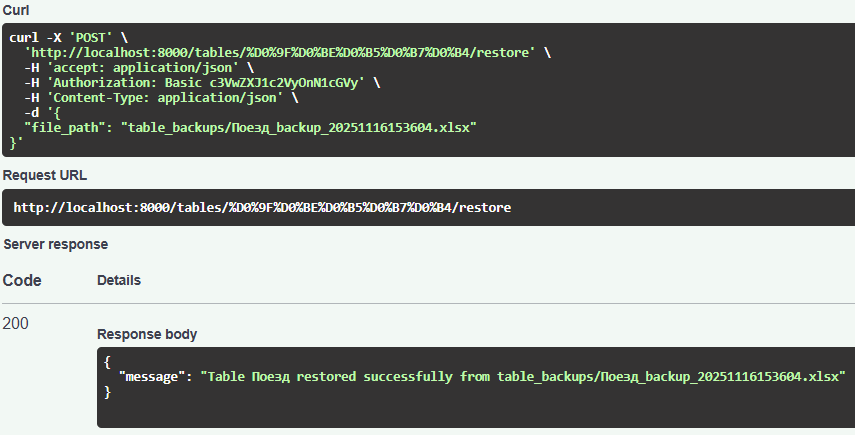 Curl
curl -X 'POST' \
  'http://localhost:8000/tables/%D0%9F%D0%BE%D0%B5%D0%B7%D0%B4/restore' \
  -H 'accept: application/json' \
  -H 'Authorization: Basic c3VwZXJ1c2VyOnN1cGVy' \
  -H 'Content-Type: application/json' \
  -d '{
  "file_path": "table_backups/Поезд_backup_20251116153604.xlsx"
}'
Request URL
http://localhost:8000/tables/%D0%9F%D0%BE%D0%B5%D0%B7%D0%B4/restore
Server response
Code Details
200
Response body
{
  "message": "Table Поезд restored successfully from table_backups/Поезд_backup_20251116153604.xlsx"
}